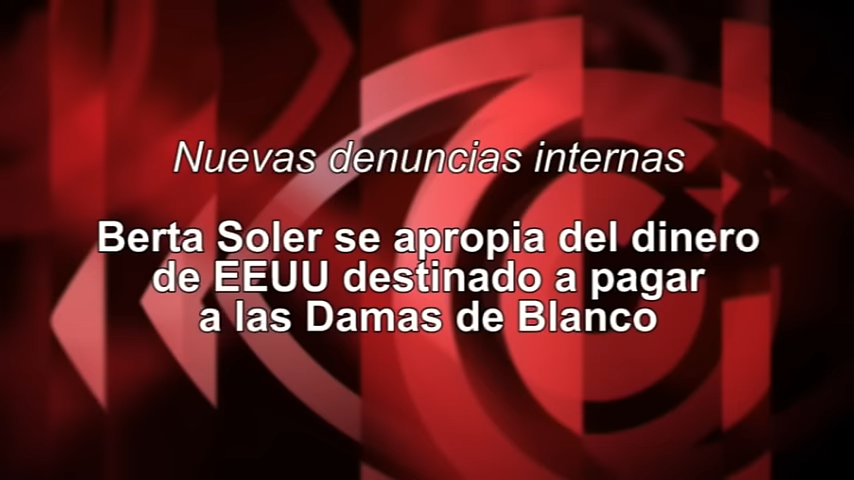 Nuevas denuncias internas
Berta Soler se apropia del dinero
de EEUU destinado a pagar
a las Damas de Blanco